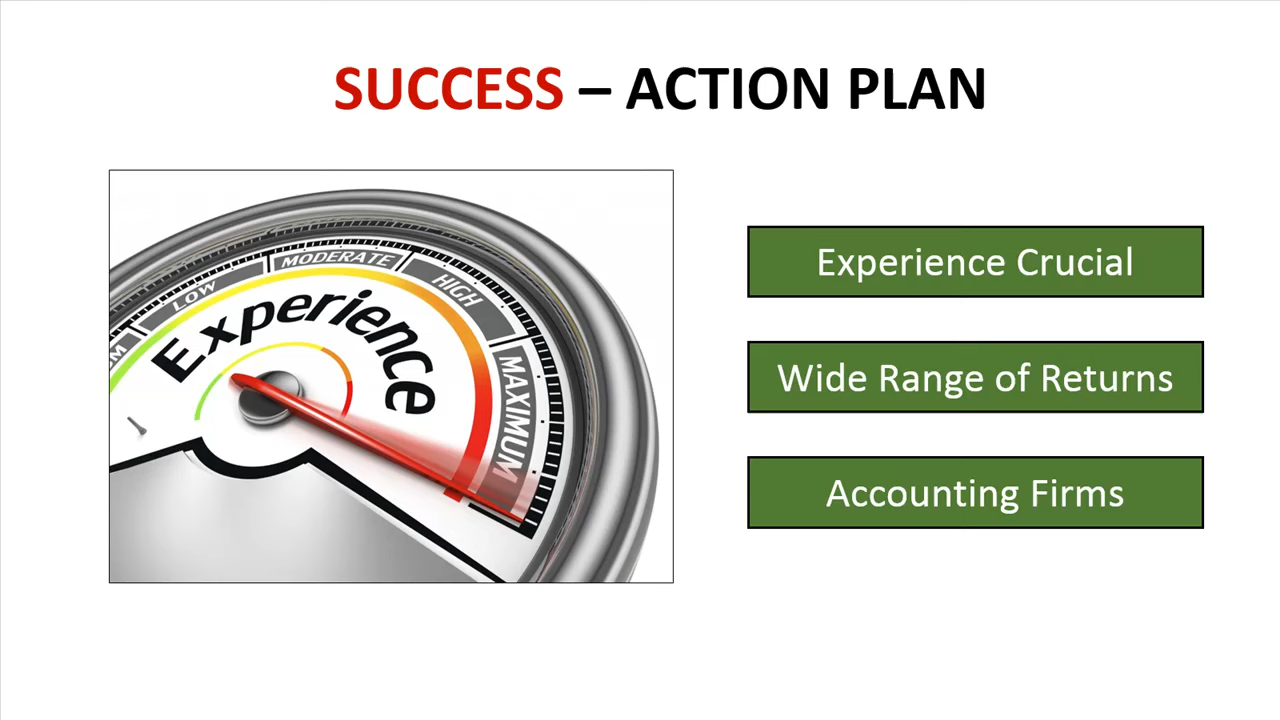 SUCCESS – ACTION PLAN
LOW
MODERATE
HIGH
MAXIMUM
Experience
Experience Crucial
Wide Range of Returns
Accounting Firms